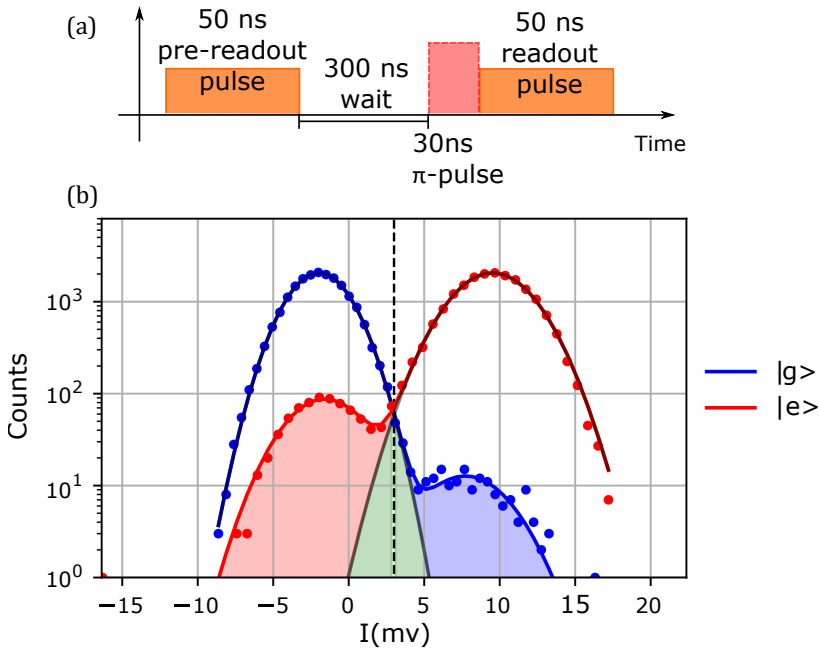 (a)
50 ns
pre-readout
pulse
300 ns
wait
50 ns
readout
pulse
30ns
π-pulse
Time
(b)
Counts
10³
10²
10¹
10⁰
−15 −10 −5 0 5 10 15 20
I(mv)
|g>
|e>